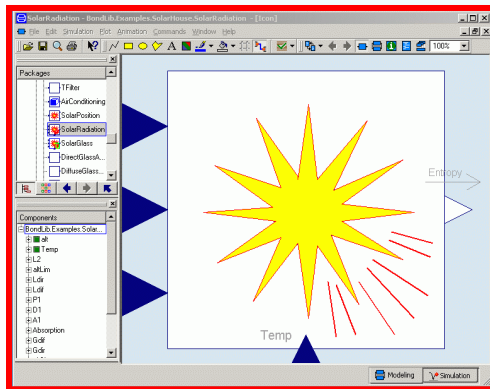 SolarRadiation - BondLib.Examples.SolarHouse.SolarRadiation - [Icon]
File Edit Simulation Plot Animation Commands Window Help
100%
Packages
TFilter
AirConditioning
SolarPosition
SolarRadiation
SolarGlass
DirectGlassA...
DiffuseGlass...
Components
BondLib.Examples.Solar...
alt
Temp
L2
altLim
Ldir
Ldif
P1
D1
A1
Absorption
Gdif
Gdir
Entropy
Temp
Modeling
Simulation